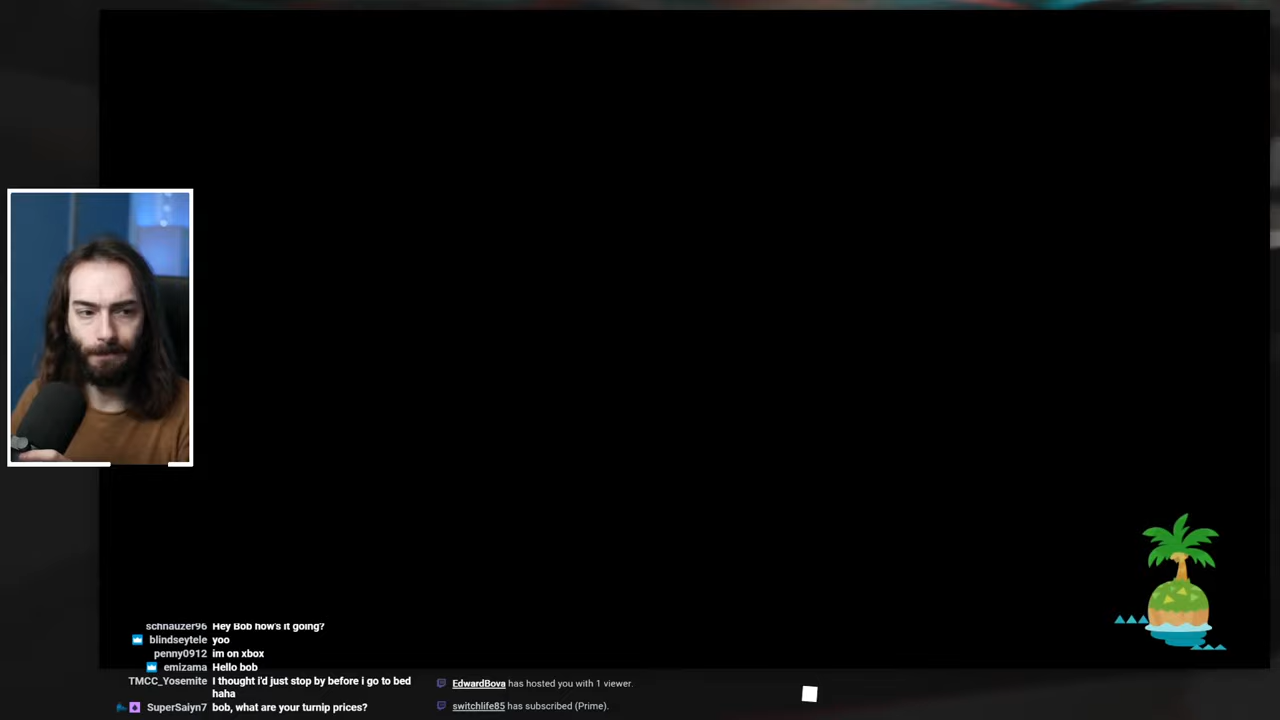 schnauzer96 Hey Bob how's it going?
blindseytele yoo
penny0912 im on xbox
emizama Hello bob
TMCC_Yosemite I thought i'd just stop by before i go to bed
haha
SuperSaiyn7 bob, what are your turnip prices?
EdwardBova has hosted you with 1 viewer.
switchlife85 has subscribed (Prime).